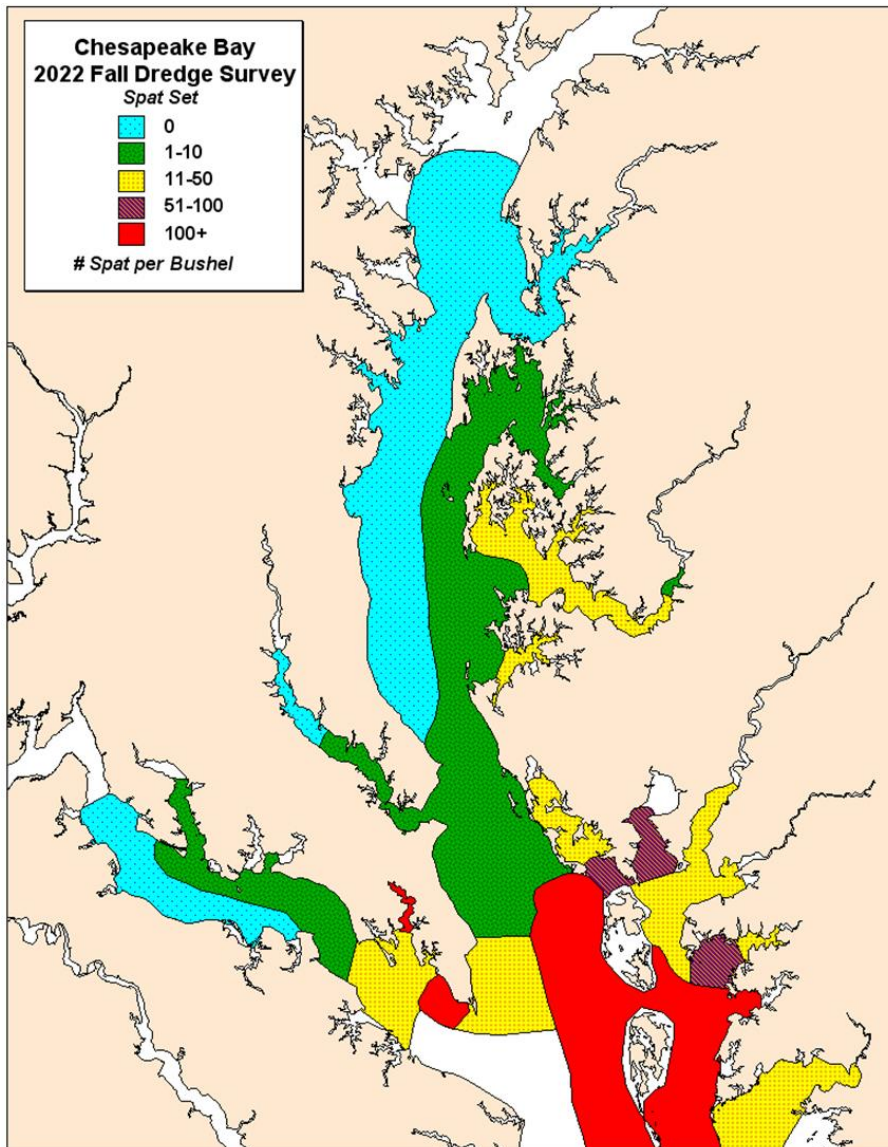 Chesapeake Bay
2022 Fall Dredge Survey
Spat Set
0
1-10
11-50
51-100
100+
# Spat per Bushel